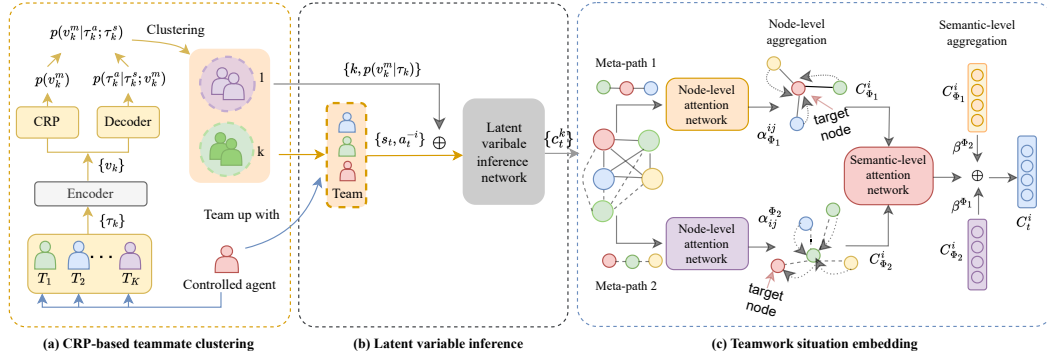 p(v_k^m|τ_k^a; τ_k^s)
Clustering
p(v_k^m)
p(τ_k^a|τ_k^s; v_k^m)
CRP
Decoder
{v_k}
Encoder
{τ_k}
T_1
T_2
···
T_K
1
k
Team up with
Controlled agent
(a) CRP-based teammate clustering
{k, p(v_k^m|τ_k)}
Team
{s_t, a_t^{-i}}
⊕
Latent
varibale
inference
network
{c_t^k}
(b) Latent variable inference
Meta-path 1
Node-level
attention
network
Node-level
aggregation
α_{Φ_1}^{ij}
C_{Φ_1}^i
target
node
Meta-path 2
Node-level
attention
network
α_{ij}^{Φ_2}
C_{Φ_2}^i
target
node
Semantic-level
attention
network
Semantic-level
aggregation
C_{Φ_1}^i
β^{Φ_2}
⊕
β^{Φ_1}
C_{Φ_2}^i
C_t^i
(c) Teamwork situation embedding